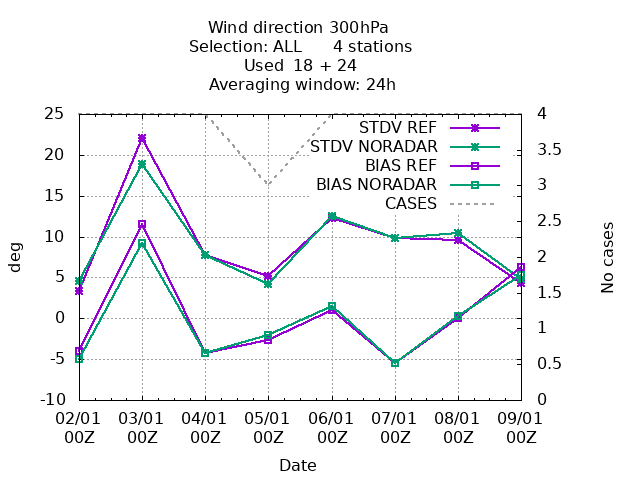 Wind direction 300hPa
Selection: ALL 4 stations
Used 18 + 24
Averaging window: 24h
25
20
15
10
5
0
-5
-10
deg
4
3.5
3
2.5
2
1.5
1
0.5
0
No cases
STDV REF
STDV NORADAR
BIAS REF
BIAS NORADAR
CASES
02/01 03/01 04/01 05/01 06/01 07/01 08/01 09/01
00Z 00Z 00Z 00Z 00Z 00Z 00Z 00Z
Date